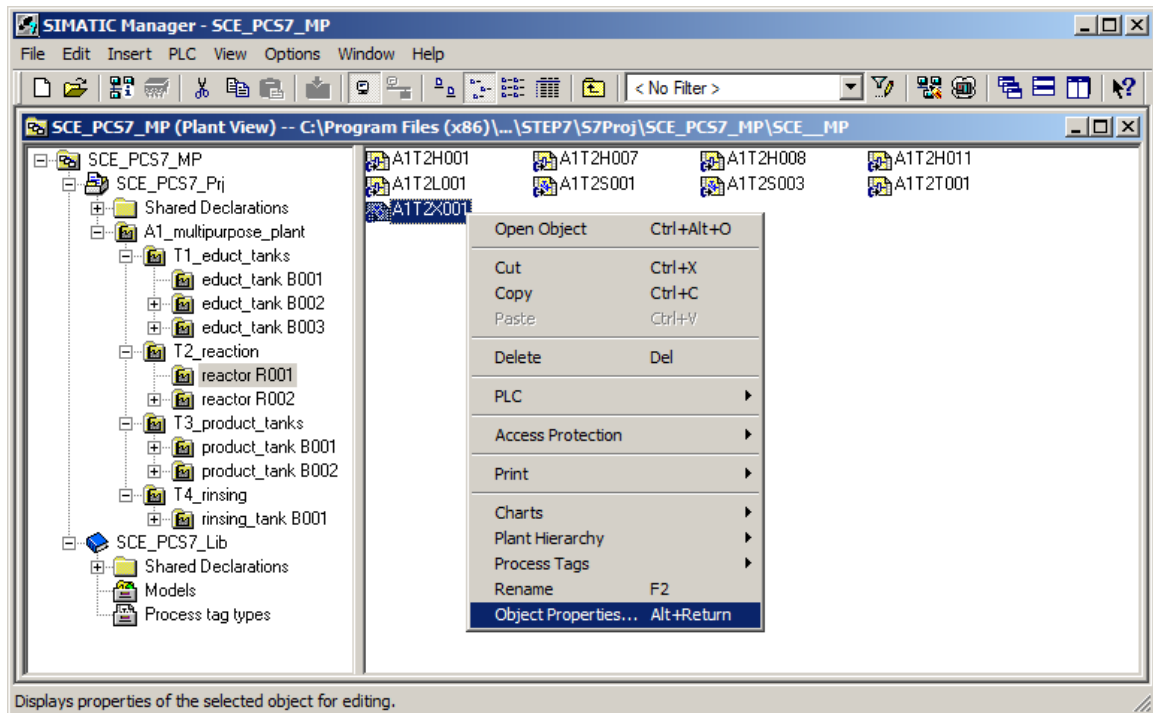 SIMATIC Manager - SCE_PCS7_MP
File Edit Insert PLC View Options Window Help
< No Filter >
SCE_PCS7_MP (Plant View) -- C:\Program Files (x86)\...\STEP7\S7Proj\SCE_PCS7_MP\SCE__MP
SCE_PCS7_MP
SCE_PCS7_Prj
Shared Declarations
A1_multipurpose_plant
T1_educt_tanks
educt_tank B001
educt_tank B002
educt_tank B003
T2_reaction
reactor R001
reactor R002
T3_product_tanks
product_tank B001
product_tank B002
T4_rinsing
rinsing_tank B001
SCE_PCS7_Lib
Shared Declarations
Models
Process tag types
A1T2H001 A1T2H007 A1T2H008 A1T2H011
A1T2L001 A1T2S001 A1T2S003 A1T2T001
A1T2X001
Open Object Ctrl+Alt+O
Cut Ctrl+X
Copy Ctrl+C
Paste Ctrl+V
Delete Del
PLC
Access Protection
Print
Charts
Plant Hierarchy
Process Tags
Rename F2
Object Properties... Alt+Return
Displays properties of the selected object for editing.